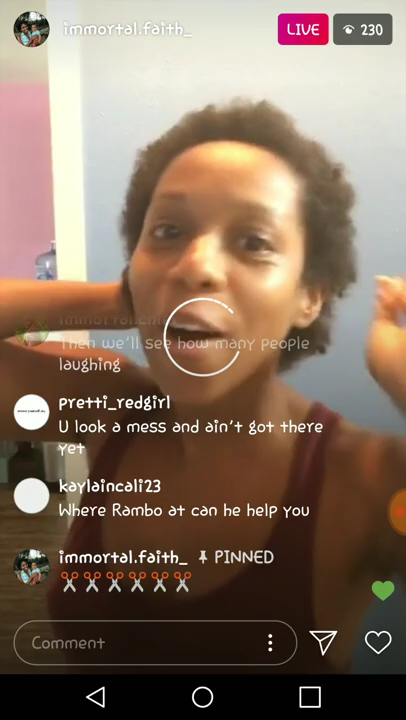 immortal.faith_
LIVE
230
immortal.
Then we'll see how many people
laughing
pretti_redgirl
U look a mess and ain't got there
yet
kaylaincali23
Where Rambo at can he help you
immortal.faith_ PINNED
✂✂✂✂✂✂
Comment